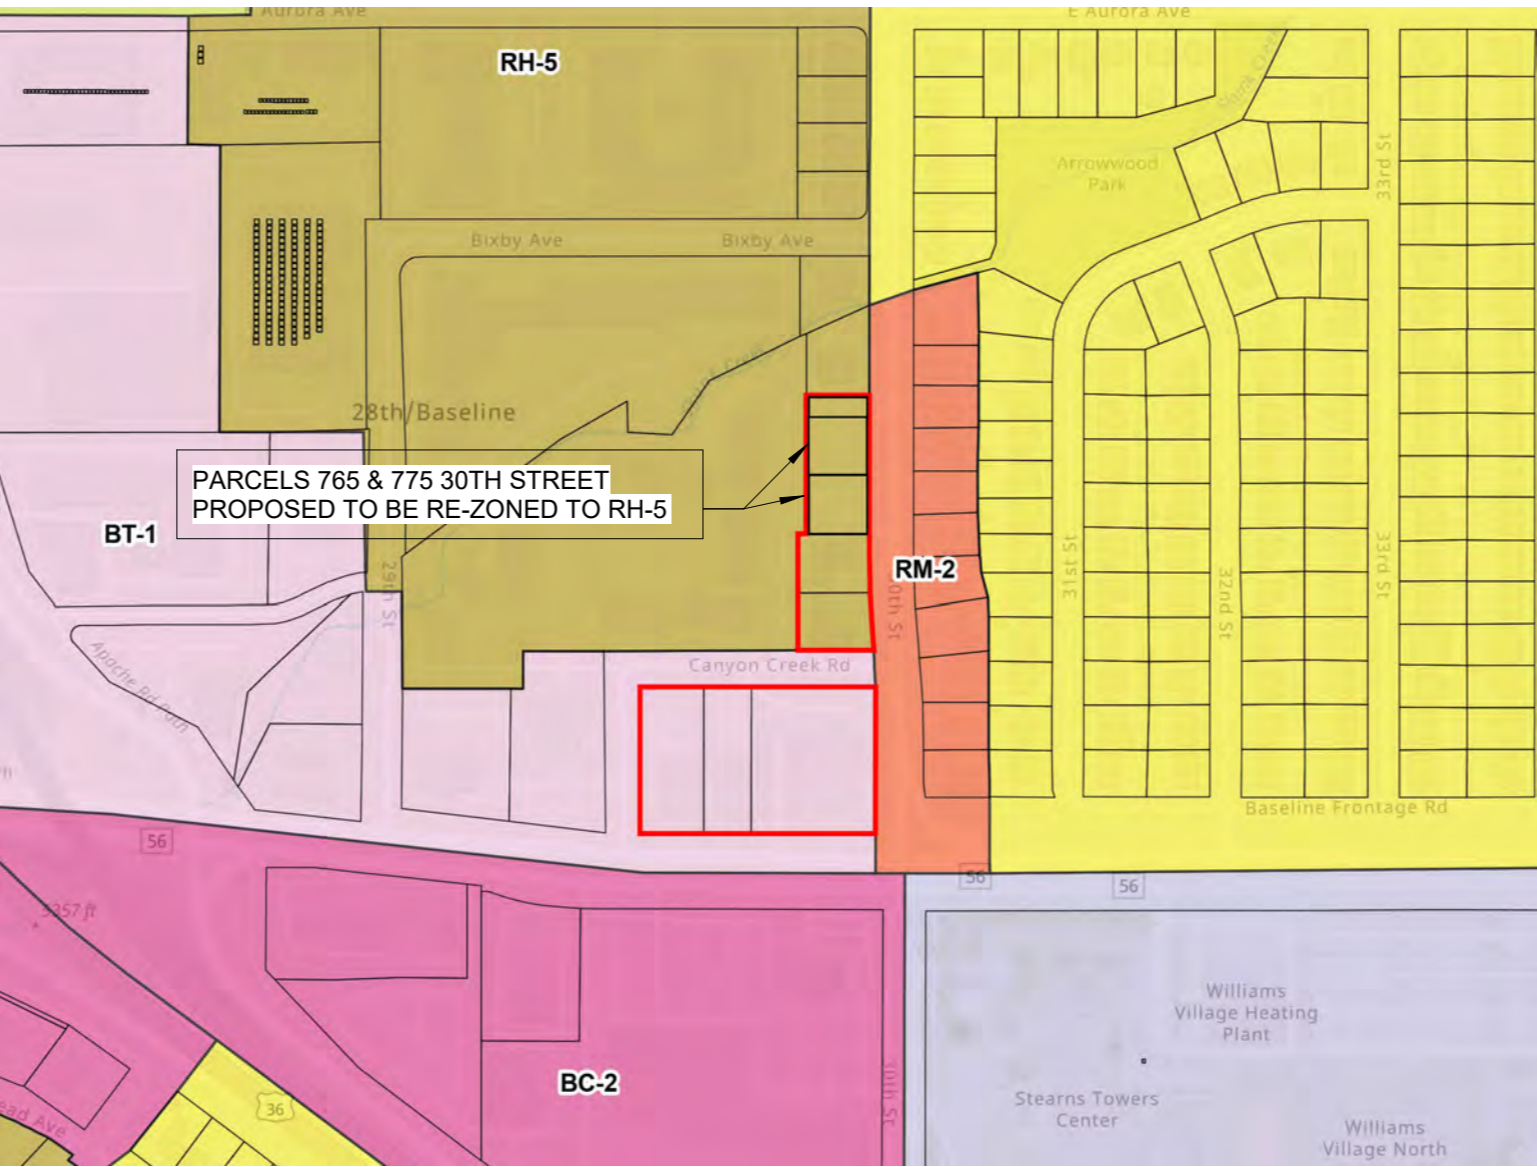 Aurora Ave
E Aurora Ave
RH-5
33rd St
Arrowwood
Park
Bixby Ave
Bixby Ave
28th/Baseline
PARCELS 765 & 775 30TH STREET
PROPOSED TO BE RE-ZONED TO RH-5
BT-1
RM-2
29th St
30th St
31st St
32nd St
33rd St
Apache Rd Path
Canyon Creek Rd
Baseline Frontage Rd
56
56
56
5357 ft
Williams
Village Heating
Plant
BC-2
30th St
Stearns Towers
Center
36
Williams
Village North